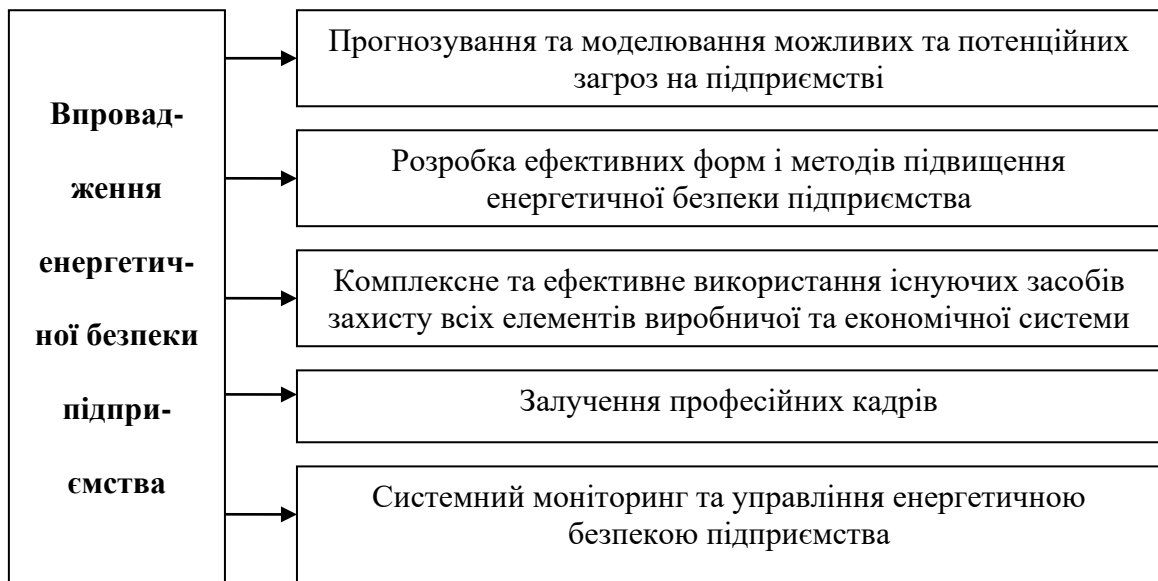 Впровад-
ження
енергетич-
ної безпеки
підпри-
ємства
Прогнозування та моделювання можливих та потенційних
загроз на підприємстві
Розробка ефективних форм і методів підвищення
енергетичної безпеки підприємства
Комплексне та ефективне використання існуючих засобів
захисту всіх елементів виробничої та економічної системи
Залучення професійних кадрів
Системний моніторинг та управління енергетичною
безпекою підприємства